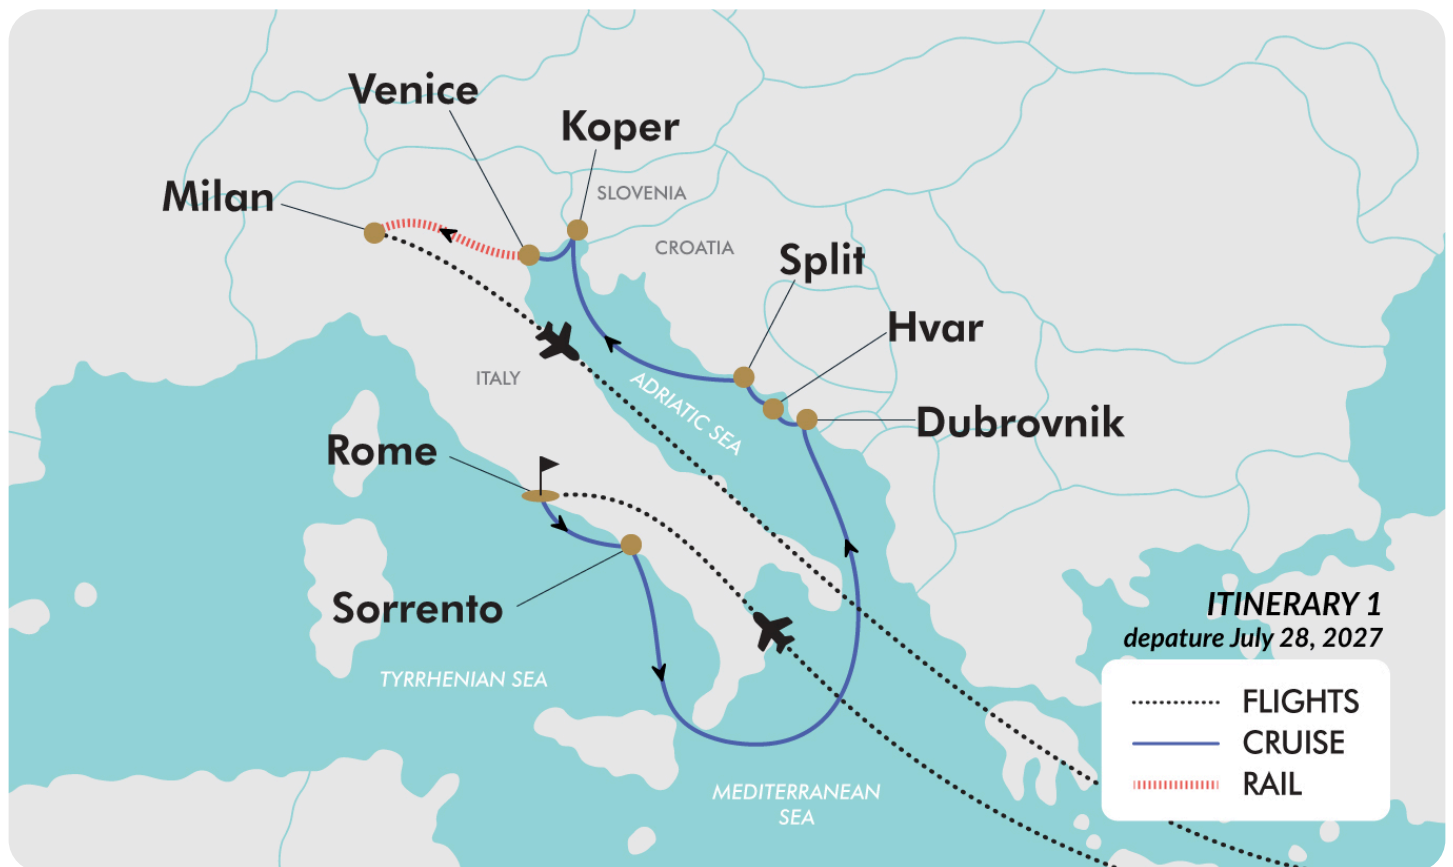 Venice
Koper
Milan
SLOVENIA
CROATIA
Split
Hvar
ITALY
ADRIATIC SEA
Dubrovnik
Rome
Sorrento
TYRRHENIAN SEA
MEDITERRANEAN
SEA
ITINERARY 1
depature July 28, 2027
FLIGHTS
CRUISE
RAIL